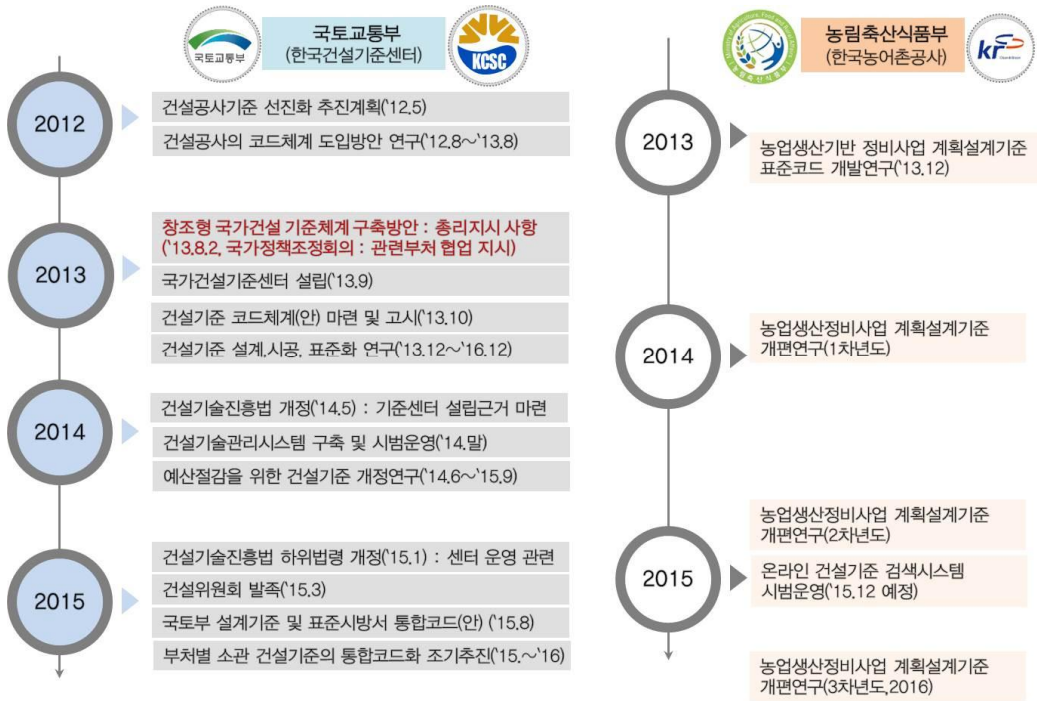 국토교통부
국토교통부
(한국건설기준센터)
KCSC
2012
건설공사기준 선진화 추진계획('12.5)
건설공사의 코드체계 도입방안 연구('12.8~'13.8)
2013
창조형 국가건설 기준체계 구축방안 : 총리지시 사항
('13.8.2, 국가정책조정회의 : 관련부처 협업 지시)
국가건설기준센터 설립('13.9)
건설기준 코드체계(안) 마련 및 고시('13.10)
건설기준 설계.시공. 표준화 연구('13.12~'16.12)
2014
건설기술진흥법 개정('14.5) : 기준센터 설립근거 마련
건설기술관리시스템 구축 및 시범운영('14.말)
예산절감을 위한 건설기준 개정연구('14.6~'15.9)
2015
건설기술진흥법 하위법령 개정('15.1) : 센터 운영 관련
건설위원회 발족('15.3)
국토부 설계기준 및 표준시방서 통합코드(안) ('15.8)
부처별 소관 건설기준의 통합코드화 조기추진('15.~'16)
농림축산식품부
농림축산식품부
(한국농어촌공사)
kr
2013
농업생산기반 정비사업 계획설계기준
표준코드 개발연구('13.12)
2014
농업생산정비사업 계획설계기준
개편연구(1차년도)
2015
농업생산정비사업 계획설계기준
개편연구(2차년도)
온라인 건설기준 검색시스템
시범운영('15.12 예정)
농업생산정비사업 계획설계기준
개편연구(3차년도,2016)